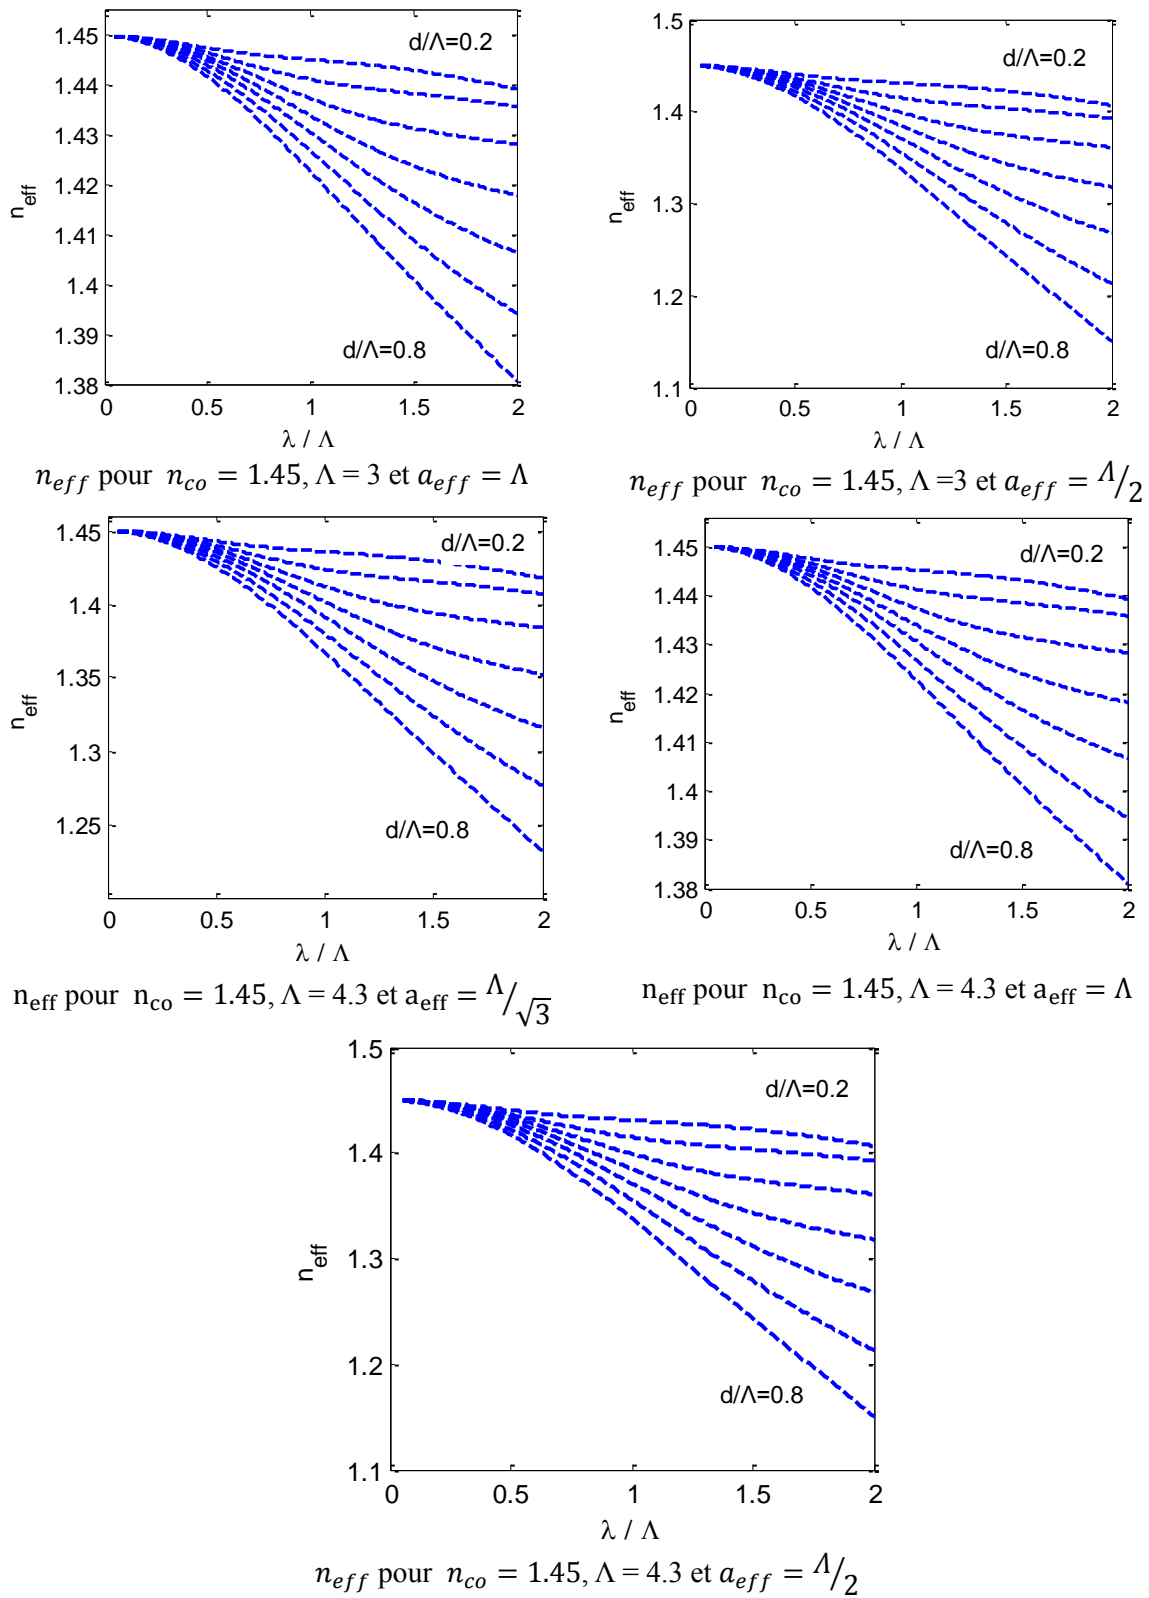 1.45
1.44
1.43
1.42
1.41
1.4
1.39
1.38
n_eff
d/Λ=0.2
d/Λ=0.8
0 0.5 1 1.5 2
λ / Λ
n_eff pour n_co = 1.45, Λ = 3 et a_eff = Λ
1.5
1.4
1.3
1.2
1.1
n_eff
d/Λ=0.2
d/Λ=0.8
0 0.5 1 1.5 2
λ / Λ
n_eff pour n_co = 1.45, Λ =3 et a_eff = Λ/2
1.45
1.4
1.35
1.3
1.25
n_eff
d/Λ=0.2
d/Λ=0.8
0 0.5 1 1.5 2
λ / Λ
n_eff pour n_co = 1.45, Λ = 4.3 et a_eff = Λ/√3
1.45
1.44
1.43
1.42
1.41
1.4
1.39
1.38
n_eff
d/Λ=0.2
d/Λ=0.8
0 0.5 1 1.5 2
λ / Λ
n_eff pour n_co = 1.45, Λ = 4.3 et a_eff = Λ
1.5
1.4
1.3
1.2
1.1
n_eff
d/Λ=0.2
d/Λ=0.8
0 0.5 1 1.5 2
λ / Λ
n_eff pour n_co = 1.45, Λ = 4.3 et a_eff = Λ/2